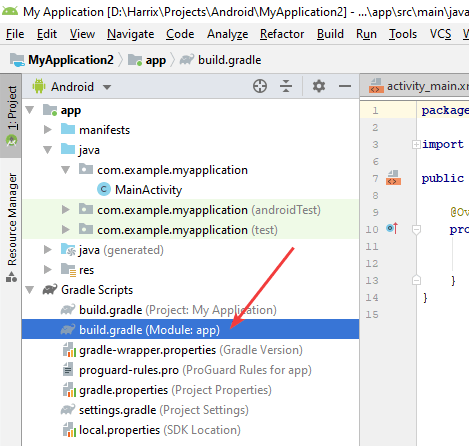 My Application [D:\Harrix\Projects\Android\MyApplication2] - ...\app\src\main\java
File Edit View Navigate Code Analyze Refactor Build Run Tools VCS
MyApplication2 app build.gradle
1: Project
Resource Manager
Android
app
manifests
java
com.example.myapplication
MainActivity
com.example.myapplication (androidTest)
com.example.myapplication (test)
java (generated)
res
Gradle Scripts
build.gradle (Project: My Application)
build.gradle (Module: app)
gradle-wrapper.properties (Gradle Version)
proguard-rules.pro (ProGuard Rules for app)
gradle.properties (Project Properties)
settings.gradle (Project Settings)
local.properties (SDK Location)
activity_main.xm
1 package
2
3 import
6
7 public
8
9 @Ov
10 pro
11
12
13 }
14 }
15